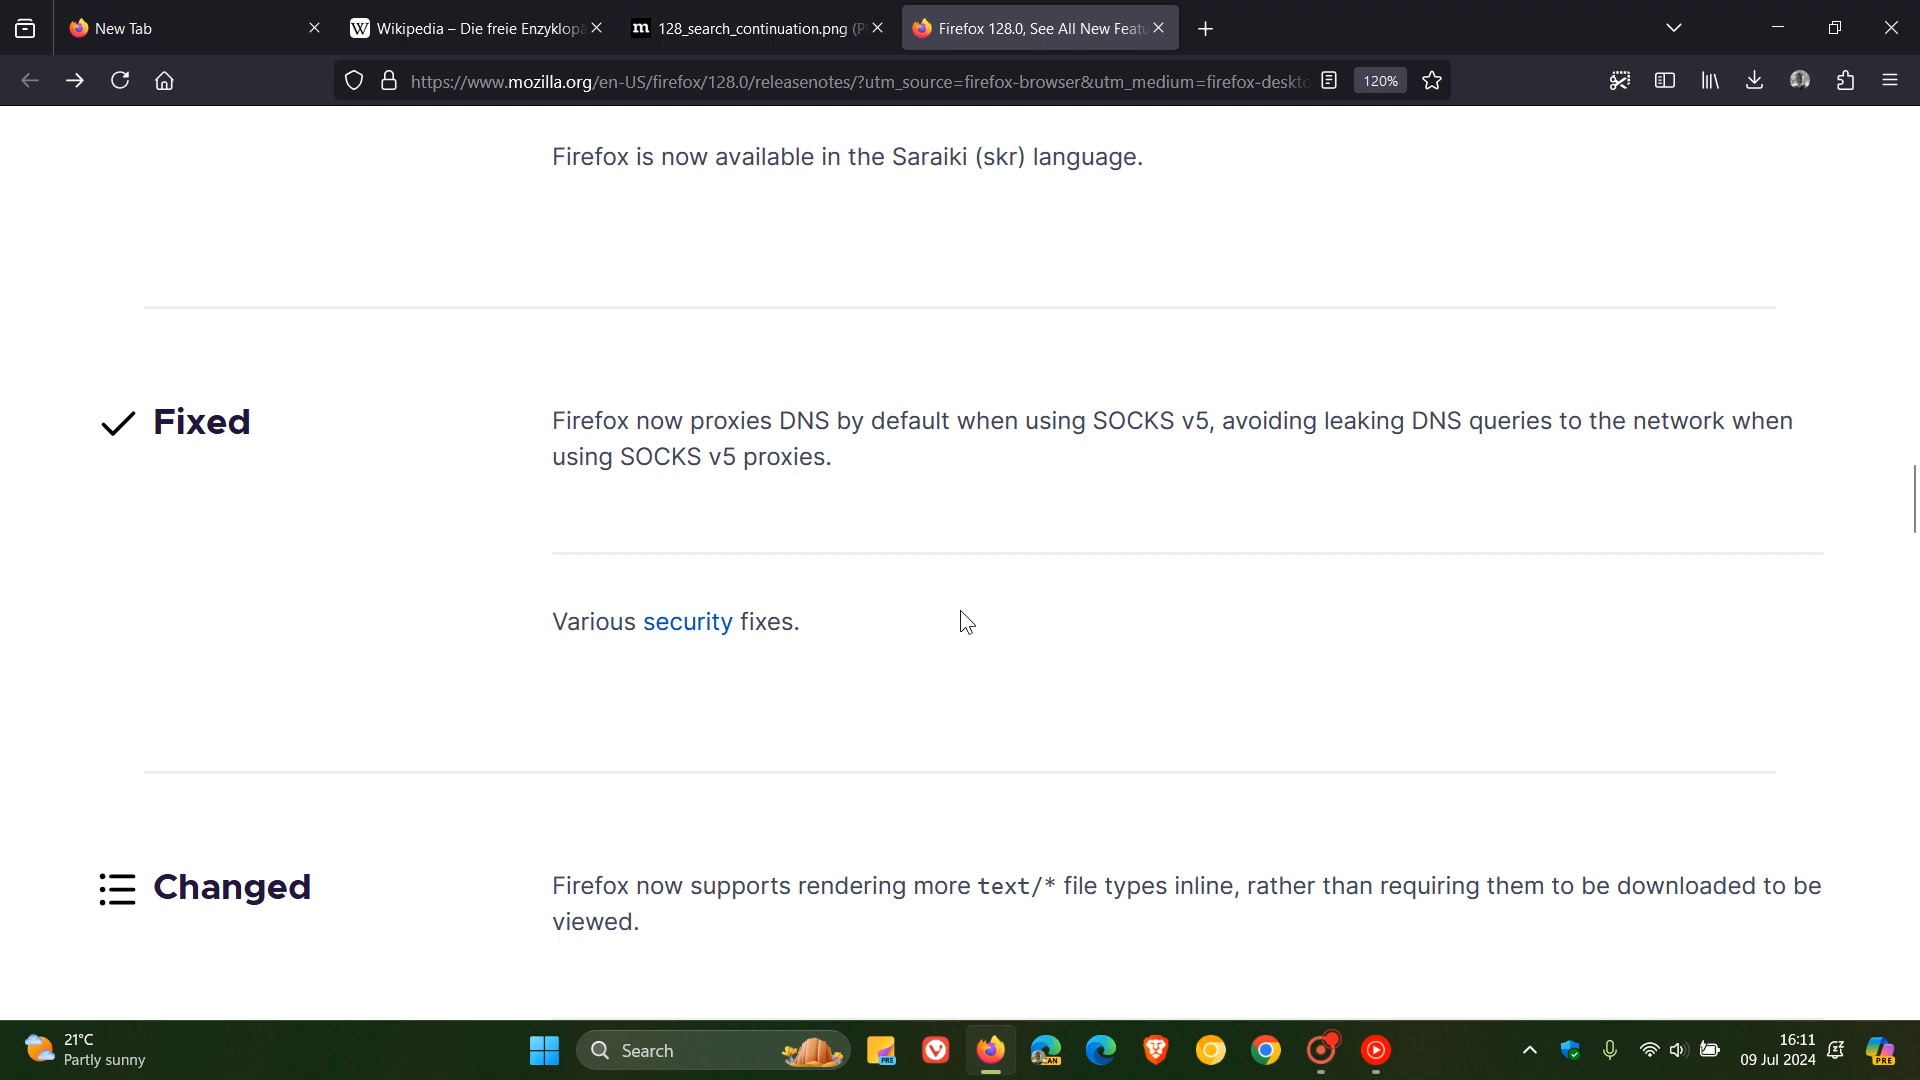 New Tab
Wikipedia – Die freie Enzyklopä
128_search_continuation.png (P
Firefox 128.0, See All New Featu
https://www.mozilla.org/en-US/firefox/128.0/releasenotes/?utm_source=firefox-browser&utm_medium=firefox-deskto
120%
Firefox is now available in the Saraiki (skr) language.
Fixed
Firefox now proxies DNS by default when using SOCKS v5, avoiding leaking DNS queries to the network when
using SOCKS v5 proxies.
Various security fixes.
Changed
Firefox now supports rendering more text/* file types inline, rather than requiring them to be downloaded to be
viewed.
21°C
Partly sunny
Search
PRE
CAN
16:11
09 Jul 2024
PRE